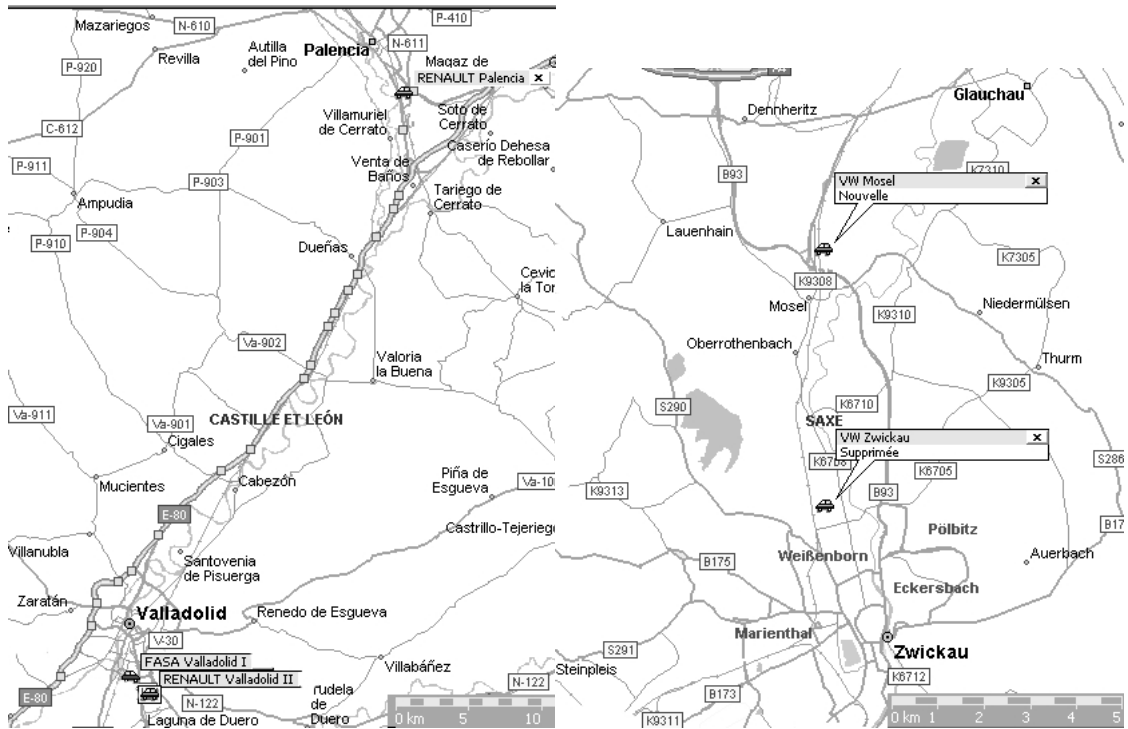 Mazariegos
N-610
P-410
Palencia
N-611
Autilla
del Pino
Revilla
P-920
Magaz de
RENAULT Palencia
Villamuriel
de Cerrato
Soto de
Cerrato
C-612
P-901
Caserío Dehesa
de Rebollar
P-911
Venta de
Baños
P-903
Tariego de
Cerrato
Ampudia
P-904
P-910
Dueñas
Va-902
Valoria
la Buena
Va-911
Va-901
CASTILLE ET LEÓN
Cigales
Mucientes
Cabezón
Piña de
Esgueva
E-80
Villanubla
Santovenia
de Pisuerga
Zaratán
Valladolid
Renedo de Esgueva
V-30
FASA Valladolid I
RENAULT Valladolid II
Villabáñez
E-80
N-122
N-122
Laguna de Duero
de
Duero
0 km 5 10
Dennheritz
Glauchau
B93
K7310
VW Mosel
Nouvelle
Lauenhain
K7305
K9308
Mosel
K9310
Niedermülsen
Oberrothenbach
Thurm
K9305
S290
K6710
SAXE
VW Zwickau
Supprimée
K6705
S286
K9313
B93
Pölbitz
Weißenborn
B175
Auerbach
Eckersbach
Marienthal
S291
Zwickau
Steinpleis
K6712
B173
K9311
0 km 1 2 3 4 5